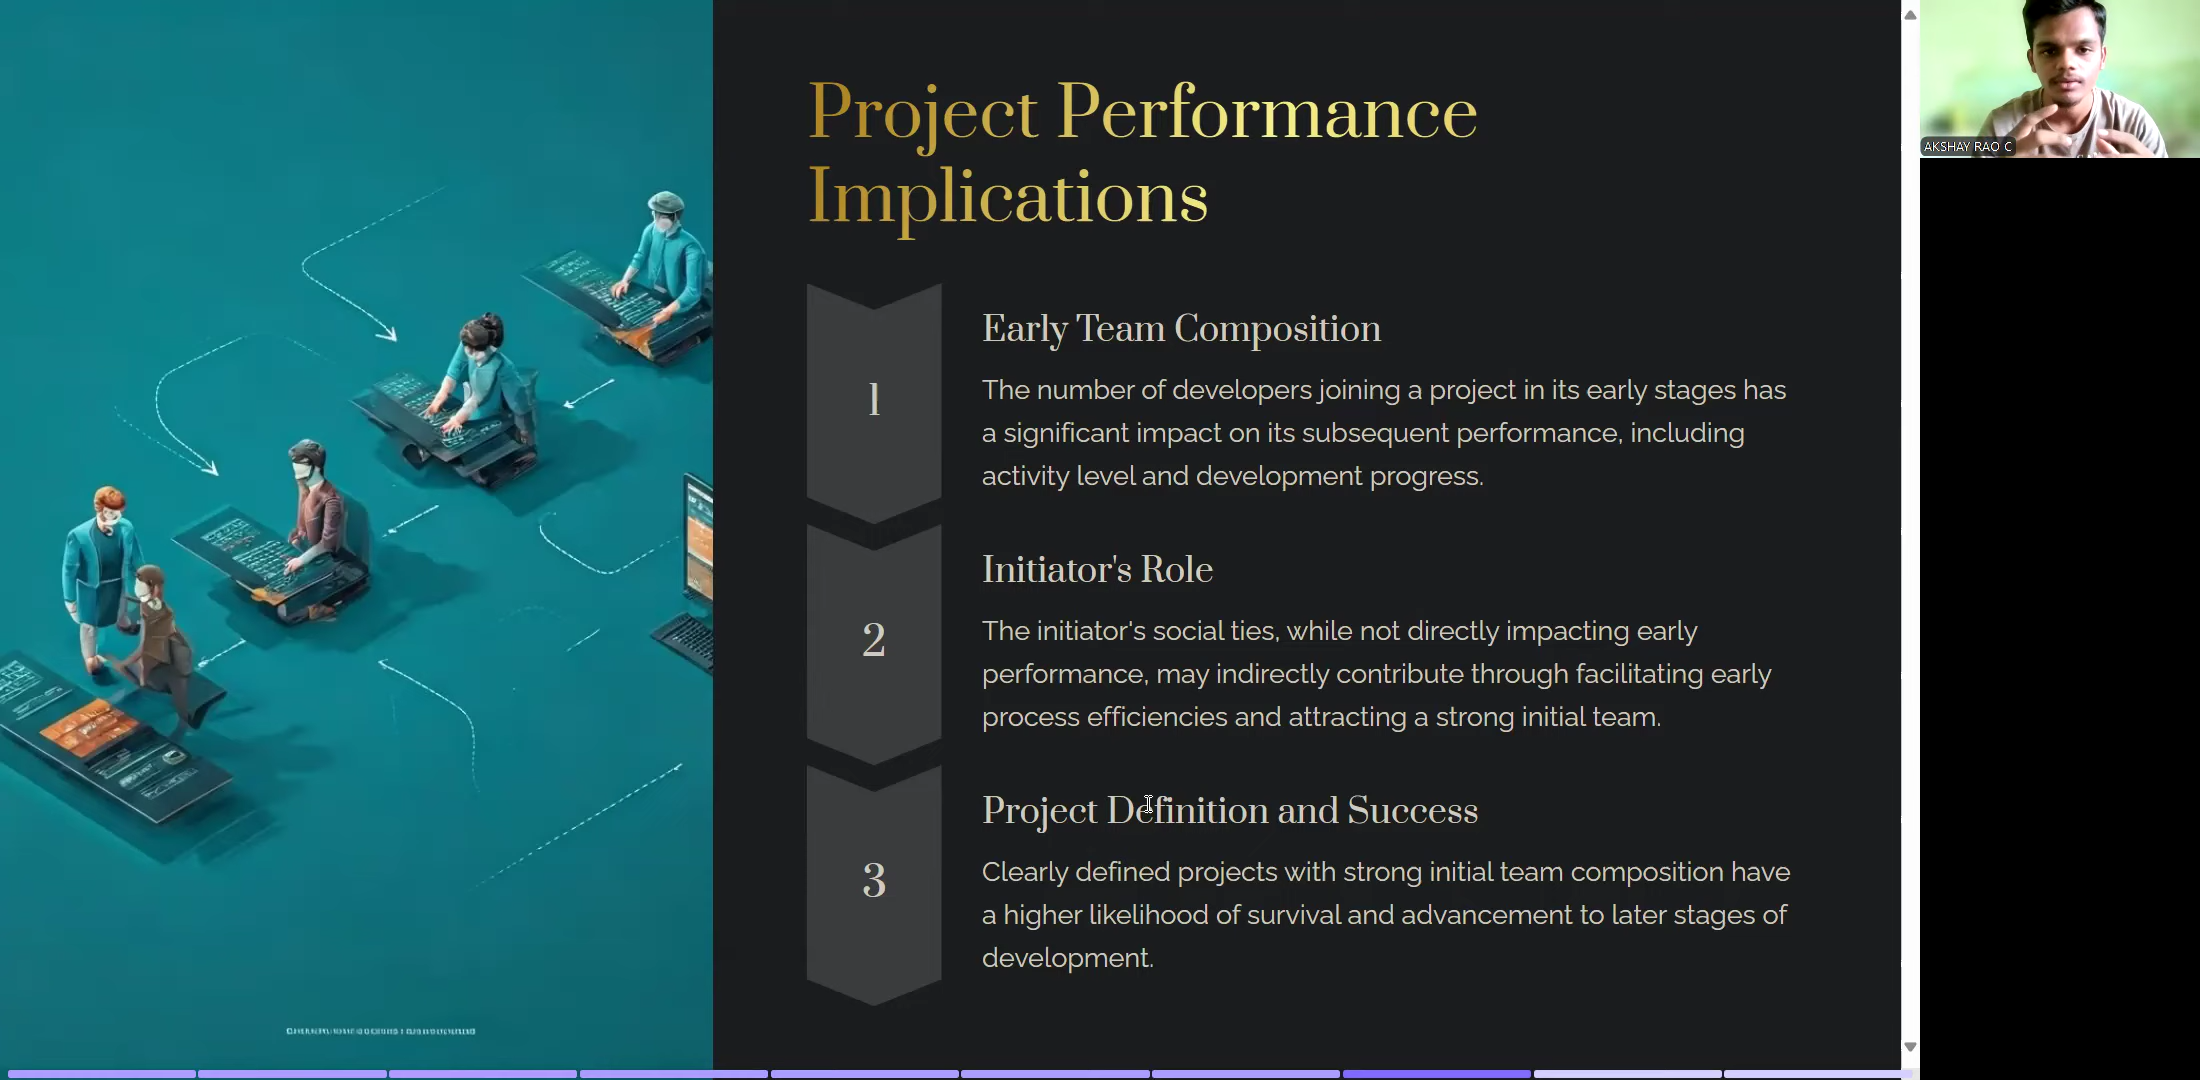 Project Performance
Implications
1
Early Team Composition
The number of developers joining a project in its early stages has
a significant impact on its subsequent performance, including
activity level and development progress.
2
Initiator's Role
The initiator's social ties, while not directly impacting early
performance, may indirectly contribute through facilitating early
process efficiencies and attracting a strong initial team.
3
Project Definition and Success
Clearly defined projects with strong initial team composition have
a higher likelihood of survival and advancement to later stages of
development.
AKSHAY RAO C